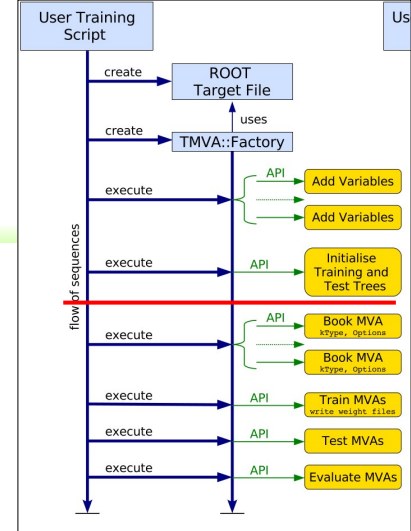 User Training
Script
Us
create
ROOT
Target File
uses
create
TMVA::Factory
execute
API
Add Variables
Add Variables
execute
API
Initialise
Training and
Test Trees
flow of sequences
execute
API
Book MVA
kType, Options
Book MVA
kType, Options
execute
API
Train MVAs
write weight files
execute
API
Test MVAs
execute
API
Evaluate MVAs